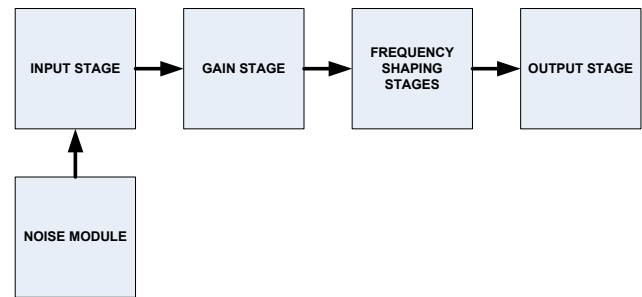 INPUT STAGE
GAIN STAGE
FREQUENCY
SHAPING
STAGES
OUTPUT STAGE
NOISE MODULE